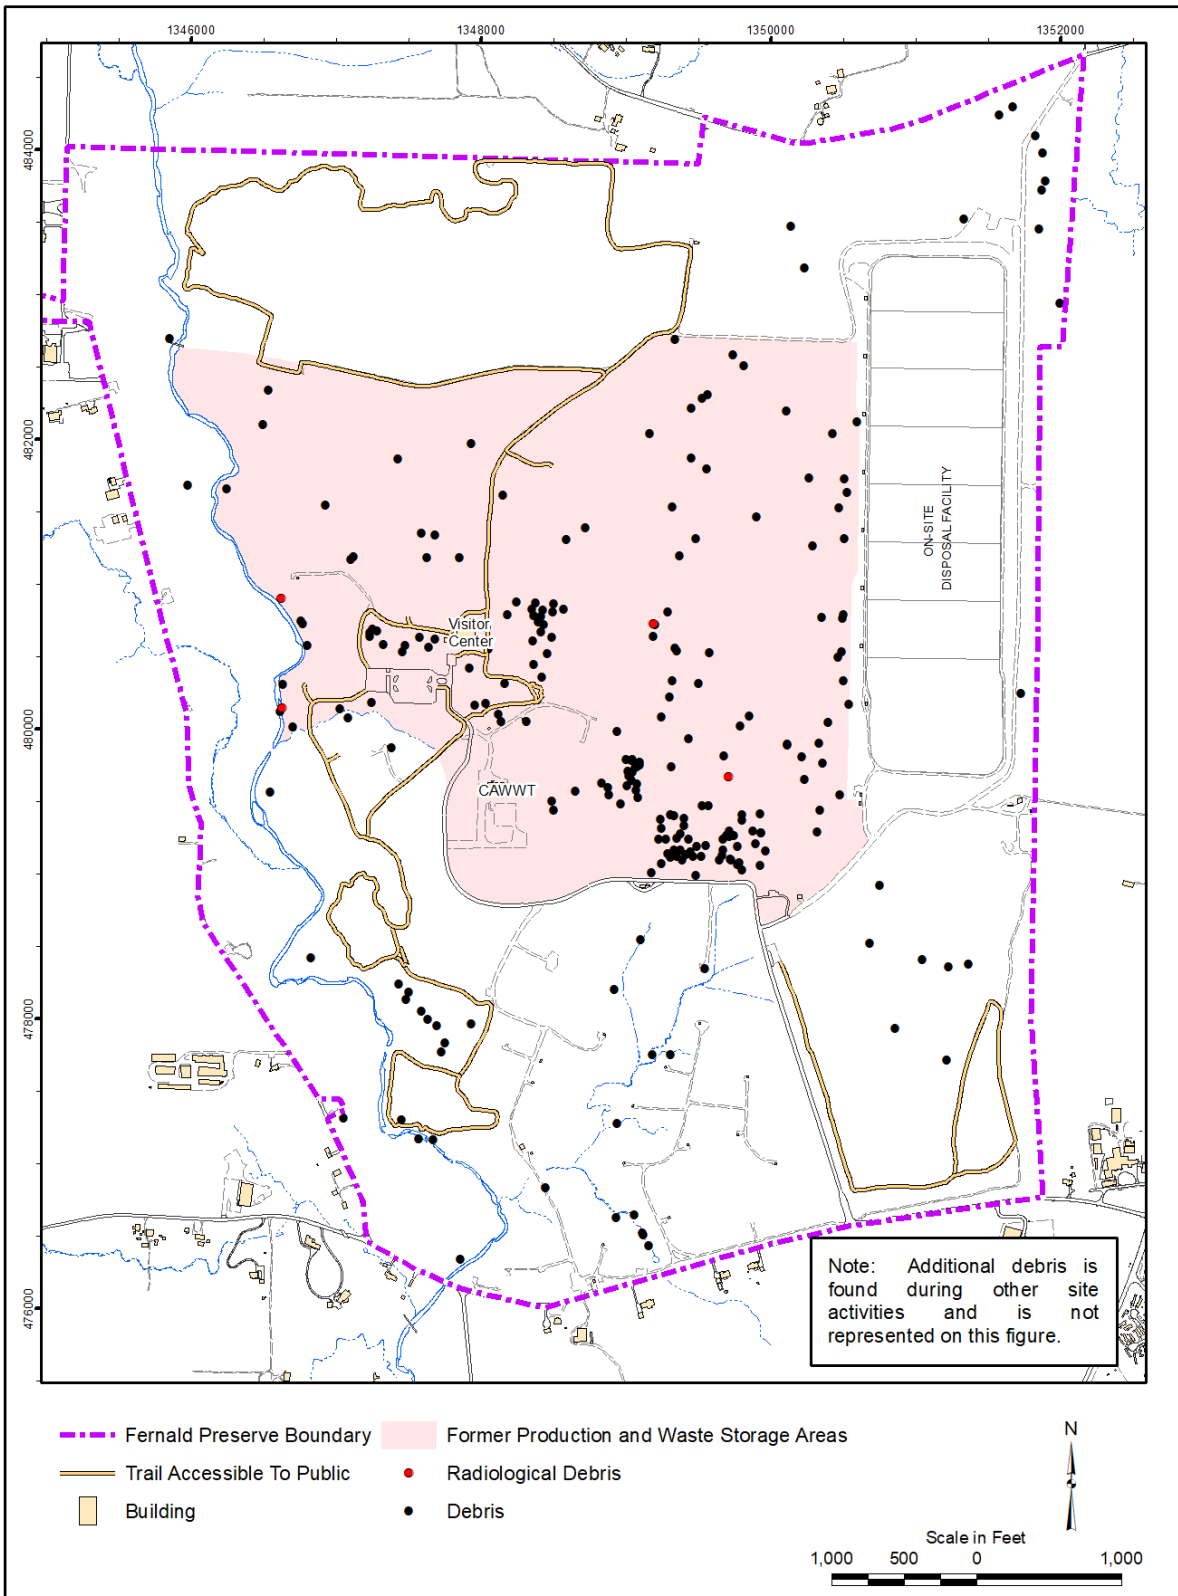 1346000
1348000
1350000
1352000
484000
482000
480000
478000
476000
ON-SITE
DISPOSAL FACILITY
Visitor
Center
CAWWT
Note: Additional debris is
found during other site
activities and is not
represented on this figure.
Fernald Preserve Boundary
Former Production and Waste Storage Areas
Trail Accessible To Public
Radiological Debris
Building
Debris
N
Scale in Feet
1,000 500 0 1,000